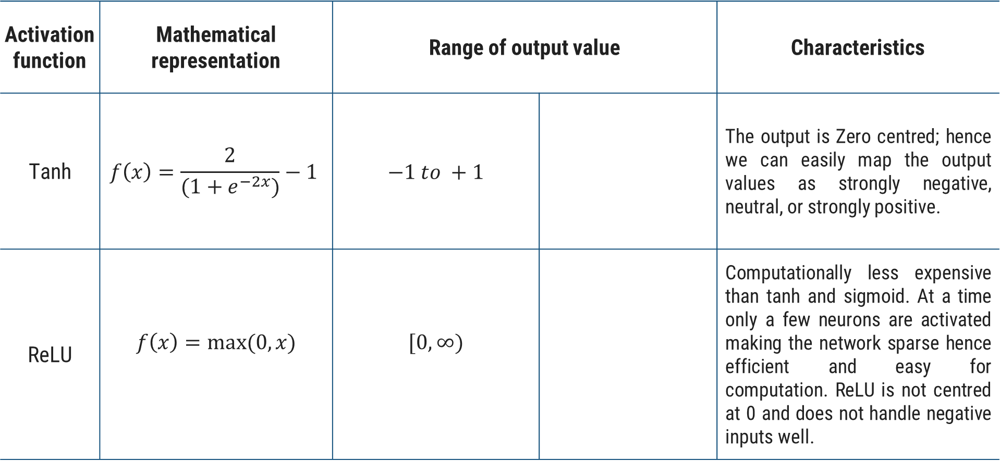 Activation
function
Mathematical
representation
Range of output value
Characteristics
Tanh
f(x) = 2/(1 + e^{-2x}) − 1
−1 to + 1
The output is Zero centred; hence
we can easily map the output
values as strongly negative,
neutral, or strongly positive.
ReLU
f(x) = max(0, x)
[0, ∞)
Computationally less expensive
than tanh and sigmoid. At a time
only a few neurons are activated
making the network sparse hence
efficient and easy for
computation. ReLU is not centred
at 0 and does not handle negative
inputs well.